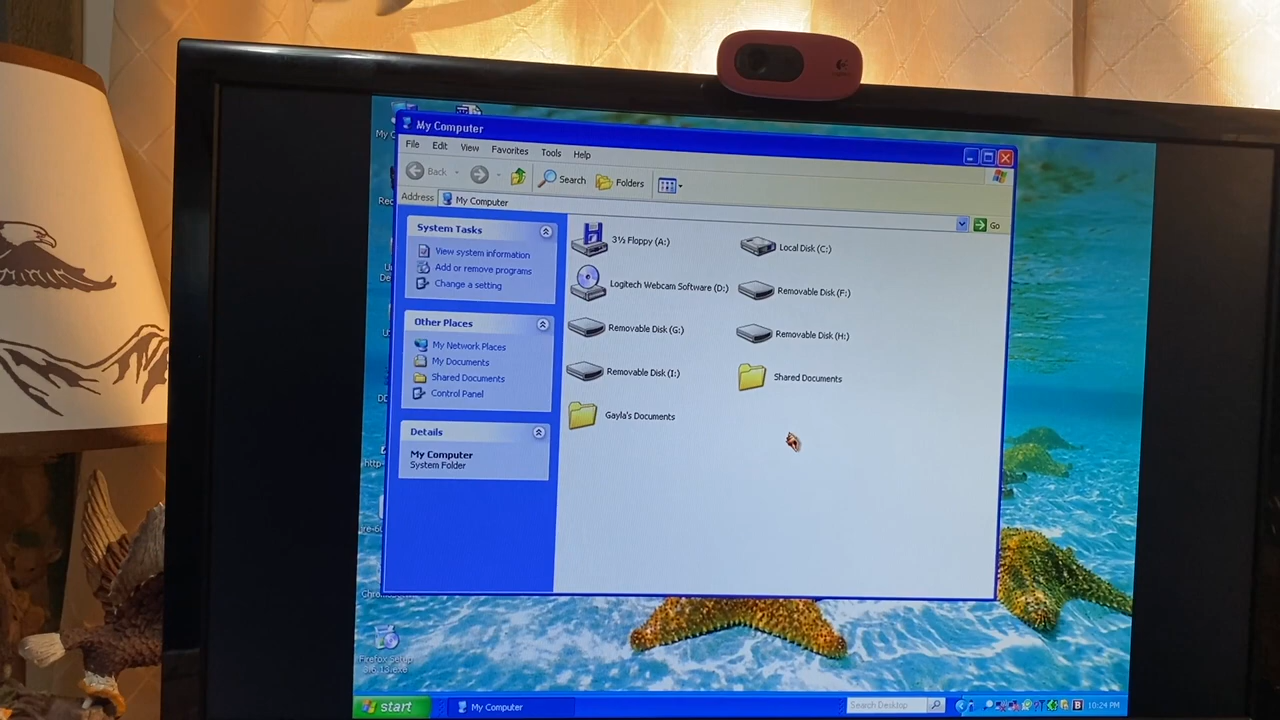 My Computer
File Edit View Favorites Tools Help
Back Search Folders
Address My Computer Go
System Tasks
View system information
Add or remove programs
Change a setting
Other Places
My Network Places
My Documents
Shared Documents
Control Panel
Details
My Computer
System Folder
3½ Floppy (A:) Local Disk (C:)
Logitech Webcam Software (D:) Removable Disk (F:)
Removable Disk (G:) Removable Disk (H:)
Removable Disk (I:) Shared Documents
Gayla's Documents
My C
Rec
Firefox Setup
start My Computer Search Desktop 10:24 PM